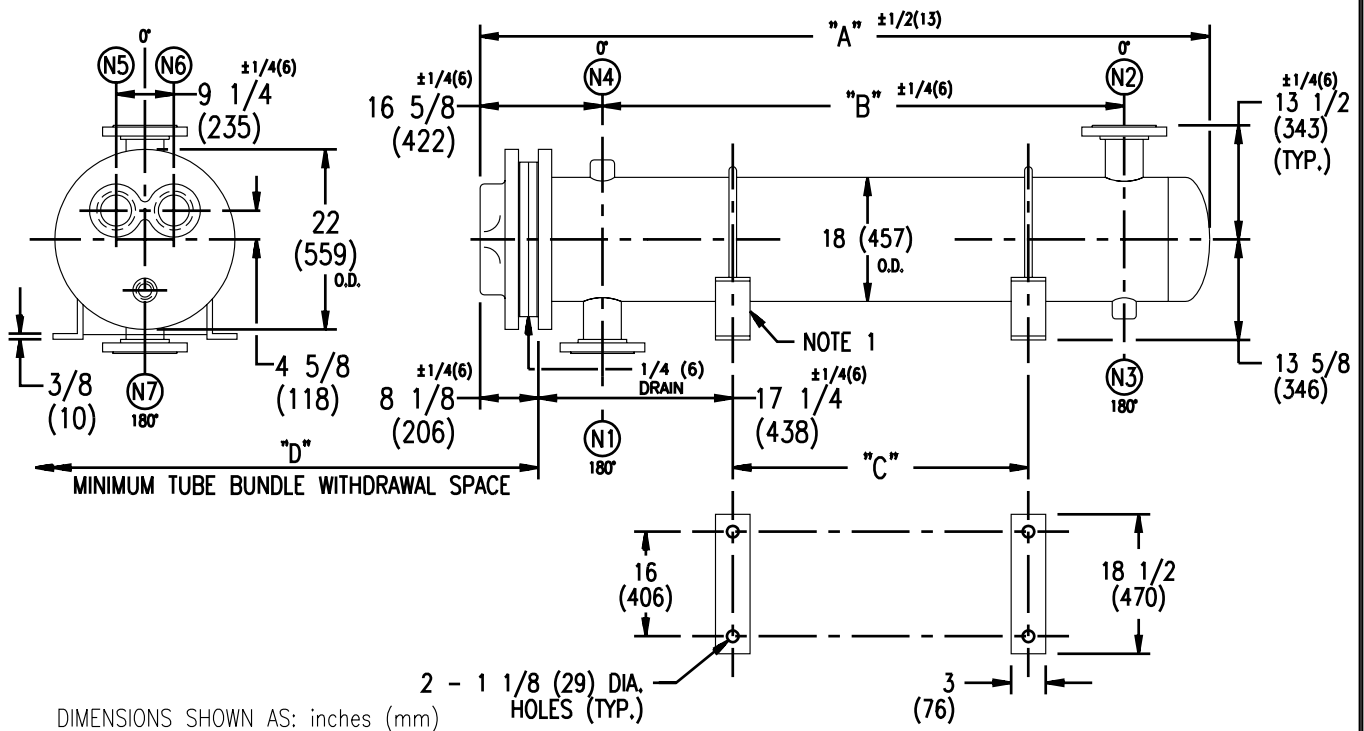 0°
N5 N6
±1/4(6)
9 1/4
(235)
22
(559)
O.D.
4 5/8
(118)
3/8
(10)
N7
180°
"A" ±1/2(13)
±1/4(6)
16 5/8
(422)
0°
N4
"B" ±1/4(6)
0°
N2
±1/4(6)
13 1/2
(343)
(TYP.)
18 (457)
O.D.
NOTE 1
1/4 (6)
DRAIN
±1/4(6)
8 1/8
(206)
±1/4(6)
17 1/4
(438)
N1
180°
N3
180°
13 5/8
(346)
"D"
MINIMUM TUBE BUNDLE WITHDRAWAL SPACE
"C"
16
(406)
18 1/2
(470)
2 - 1 1/8 (29) DIA.
HOLES (TYP.)
3
(76)
DIMENSIONS SHOWN AS: inches (mm)